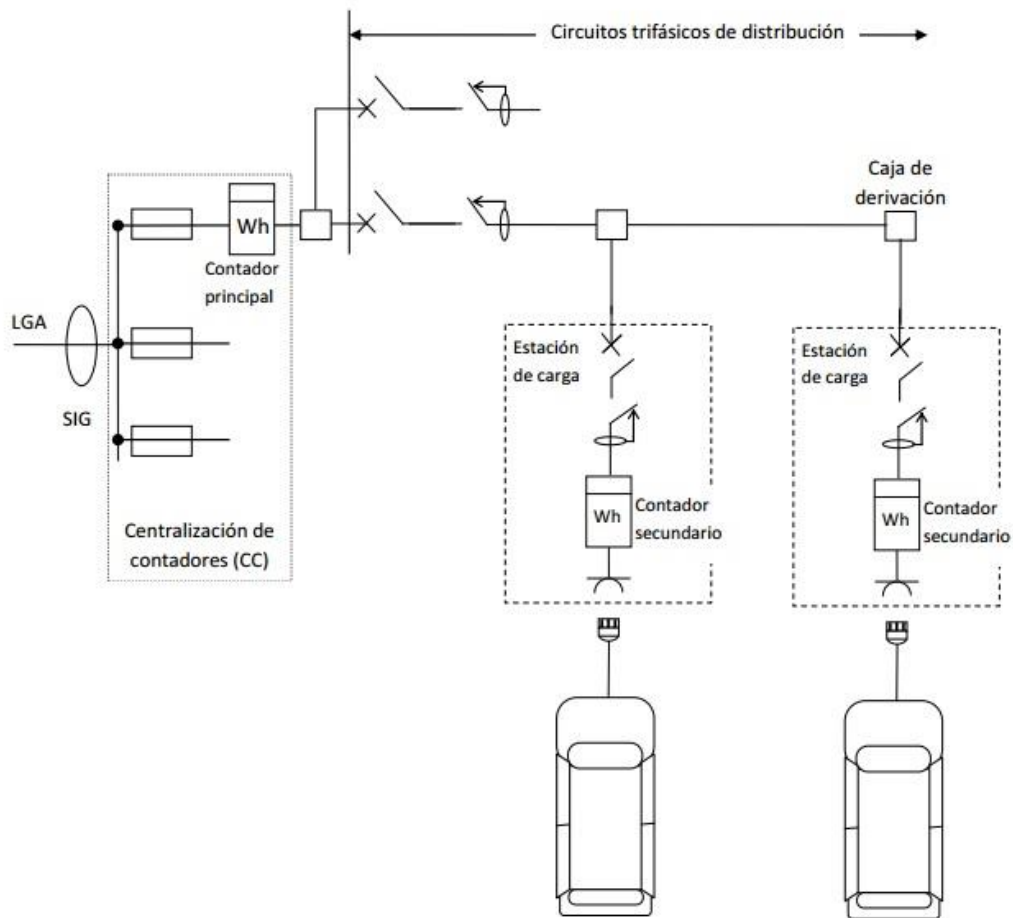 Circuitos trifásicos de distribución
Caja de
derivación
Wh
Contador
principal
LGA
SIG
Centralización de
contadores (CC)
Estación
de carga
Wh
Contador
secundario
Estación
de carga
Wh
Contador
secundario